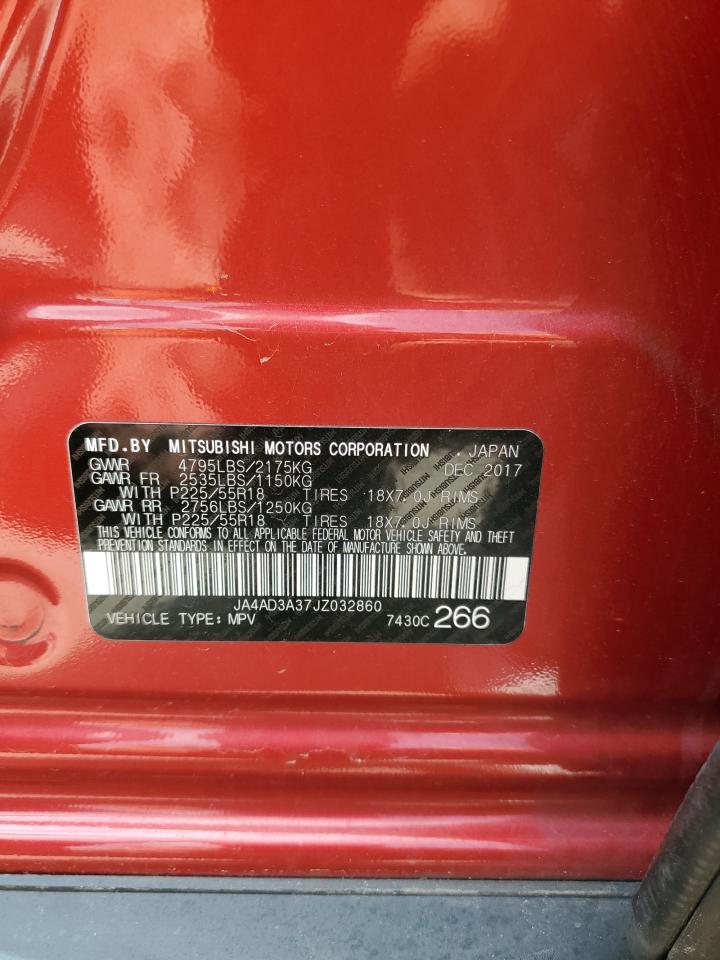 MFD.BY MITSUBISHI MOTORS CORPORATION . JAPAN
GVWR 4795LBS/2175KG DEC 2017
GAWR FR 2535LBS/1150KG
WITH P225/55R18 TIRES 18X7.0J RIMS
GAWR RR 2756LBS/1250KG
WITH P225/55R18 TIRES 18X7.0J RIMS
THIS VEHICLE CONFORMS TO ALL APPLICABLE FEDERAL MOTOR VEHICLE SAFETY AND THEFT
PREVENTION STANDARDS IN EFFECT ON THE DATE OF MANUFACTURE SHOWN ABOVE.
JA4AD3A37JZ032860
VEHICLE TYPE: MPV 7430C 266